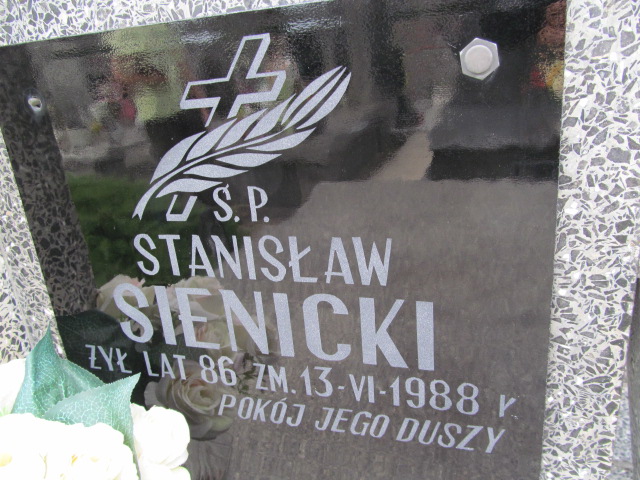 Ś.P.
STANISŁAW
SIENICKI
ŻYŁ LAT 86 ZM. 13-VI-1988 r.
POKÓJ JEGO DUSZY